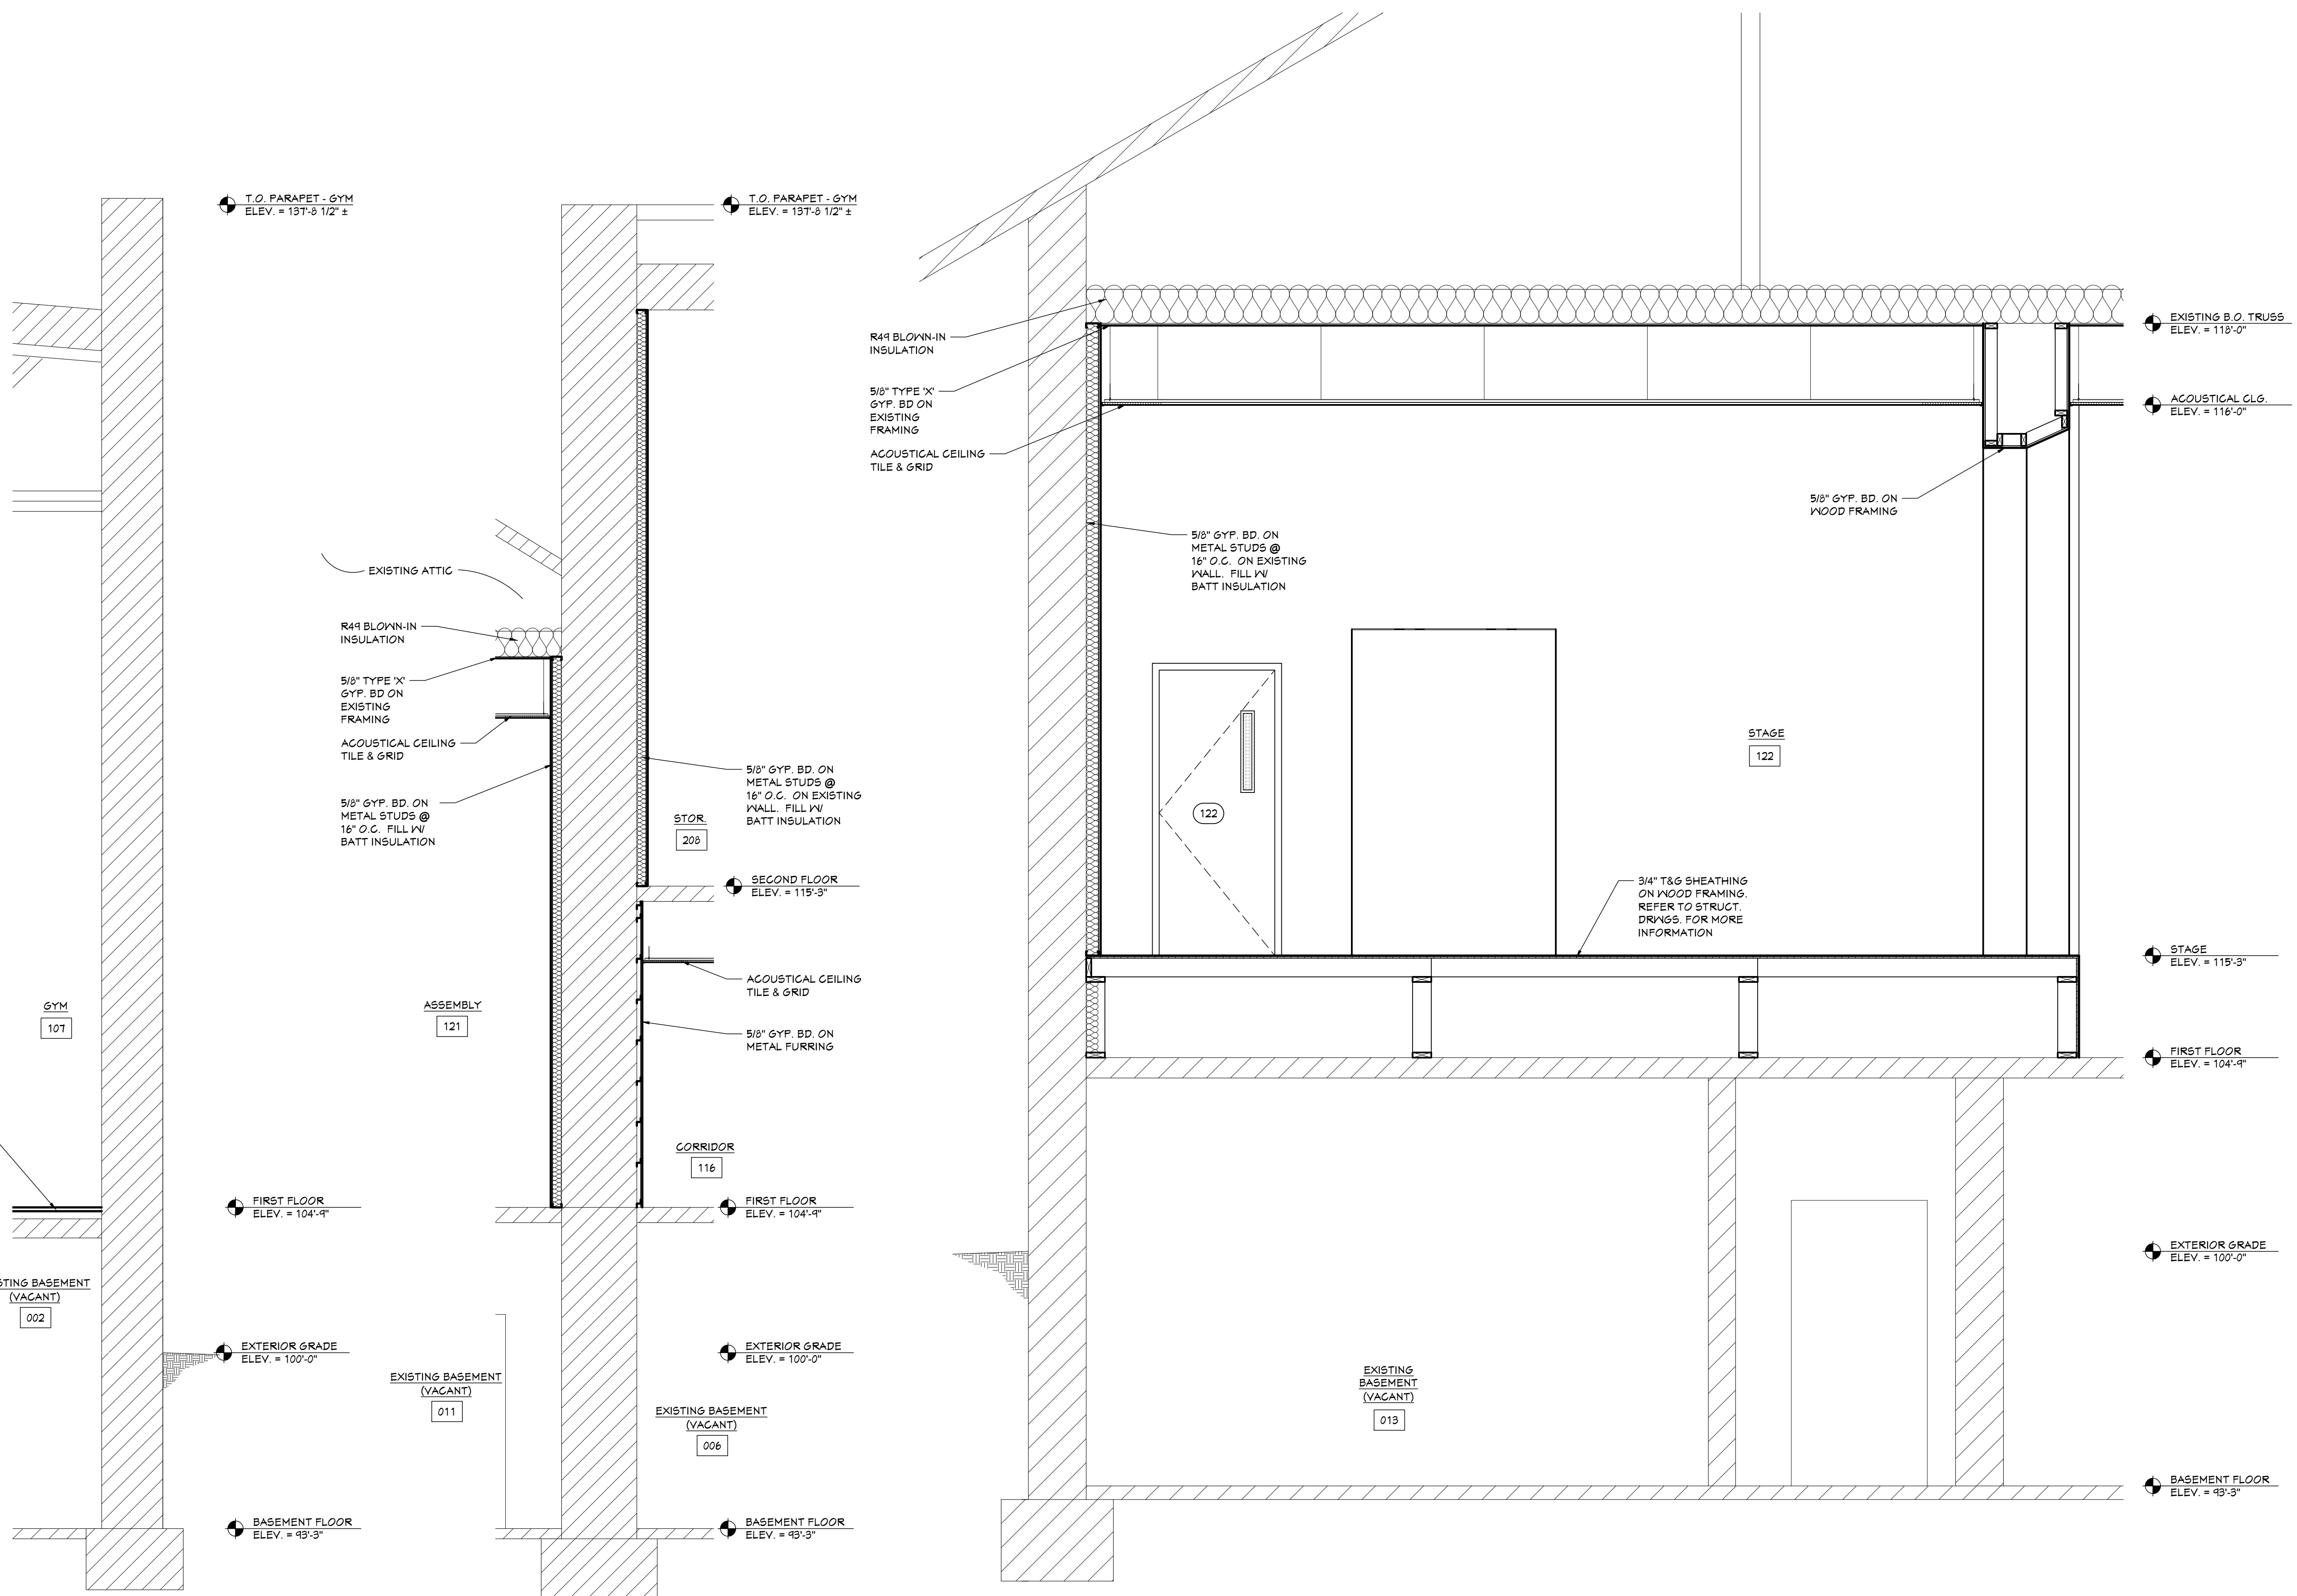 T.O. PARAPET - GYM
ELEV. = 137'-8 1/2" ±
GYM
107
FIRST FLOOR
ELEV. = 104'-9"
BASEMENT
(VACANT)
002
EXTERIOR GRADE
ELEV. = 100'-0"
BASEMENT FLOOR
ELEV. = 93'-3"
T.O. PARAPET - GYM
ELEV. = 137'-8 1/2" ±
EXISTING ATTIC
R49 BLOWN-IN
INSULATION
5/8" TYPE 'X'
GYP. BD ON
EXISTING
FRAMING
ACOUSTICAL CEILING
TILE & GRID
5/8" GYP. BD. ON
METAL STUDS @
16" O.C. FILL W/
BATT INSULATION
5/8" GYP. BD. ON
METAL STUDS @
16" O.C. ON EXISTING
WALL. FILL W/
BATT INSULATION
STOR.
208
SECOND FLOOR
ELEV. = 115'-3"
ACOUSTICAL CEILING
TILE & GRID
5/8" GYP. BD. ON
METAL FURRING
ASSEMBLY
121
CORRIDOR
116
FIRST FLOOR
ELEV. = 104'-9"
EXTERIOR GRADE
ELEV. = 100'-0"
EXISTING BASEMENT
(VACANT)
011
EXISTING BASEMENT
(VACANT)
006
BASEMENT FLOOR
ELEV. = 93'-3"
R49 BLOWN-IN
INSULATION
5/8" TYPE 'X'
GYP. BD ON
EXISTING
FRAMING
ACOUSTICAL CEILING
TILE & GRID
5/8" GYP. BD. ON
METAL STUDS @
16" O.C. ON EXISTING
WALL. FILL W/
BATT INSULATION
5/8" GYP. BD. ON
WOOD FRAMING
STAGE
122
122
3/4" T&G SHEATHING
ON WOOD FRAMING.
REFER TO STRUCT.
DRWGS. FOR MORE
INFORMATION
EXISTING
BASEMENT
(VACANT)
013
EXISTING B.O. TRUSS
ELEV. = 118'-0"
ACOUSTICAL CLG.
ELEV. = 116'-0"
STAGE
ELEV. = 115'-3"
FIRST FLOOR
ELEV. = 104'-9"
EXTERIOR GRADE
ELEV. = 100'-0"
BASEMENT FLOOR
ELEV. = 93'-3"